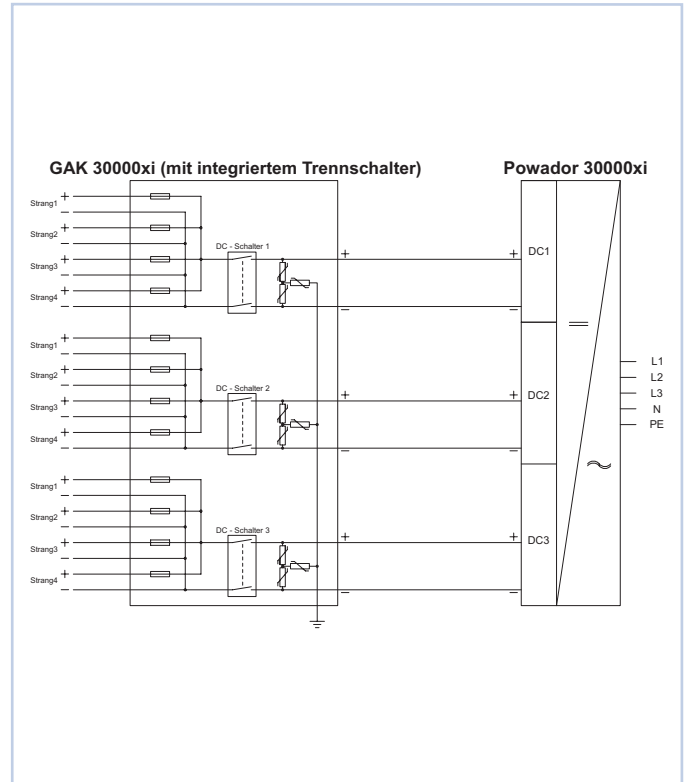 GAK 30000xi (mit integriertem Trennschalter)
Powador 30000xi
Strang1 + −
Strang2 + −
Strang3 + −
Strang4 + −
DC - Schalter 1
+ +
− −
DC1
Strang1 + −
Strang2 + −
Strang3 + −
Strang4 + −
DC - Schalter 2
+ +
− −
DC2
Strang1 + −
Strang2 + −
Strang3 + −
Strang4 + −
DC - Schalter 3
+ +
− −
DC3
L1
L2
L3
N
PE